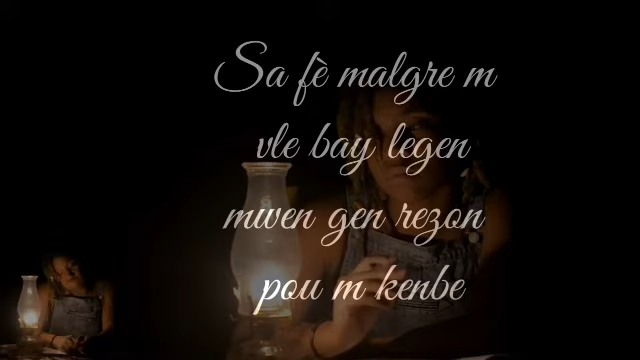 Sa fè malgre m
vle bay legen
mwen gen rezon
pou m kenbe